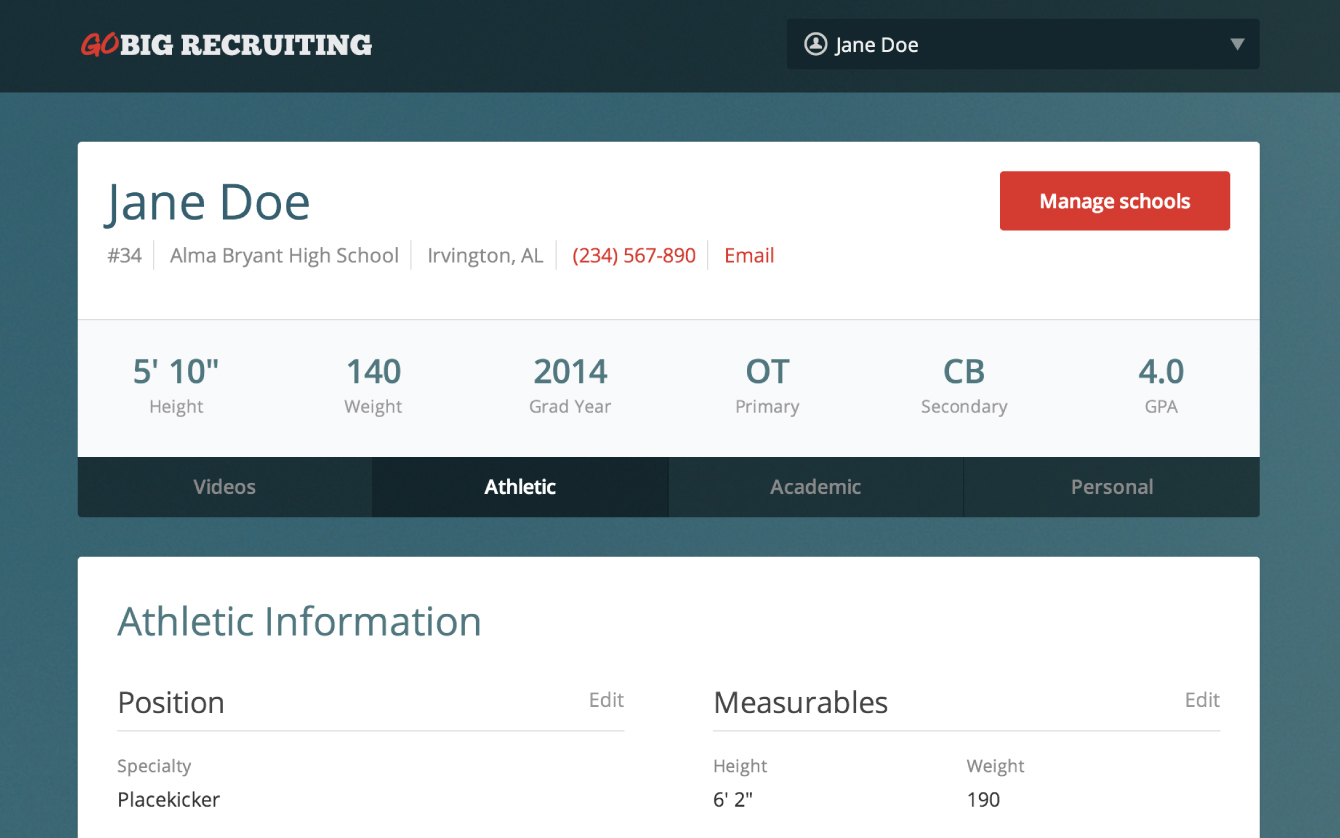 GOBIG RECRUITING
Jane Doe
Jane Doe
Manage schools
#34 Alma Bryant High School Irvington, AL (234) 567-890 Email
5' 10" 140 2014 OT CB 4.0
Height Weight Grad Year Primary Secondary GPA
Videos Athletic Academic Personal
Athletic Information
Position Edit Measurables Edit
Specialty Height Weight
Placekicker 6' 2" 190